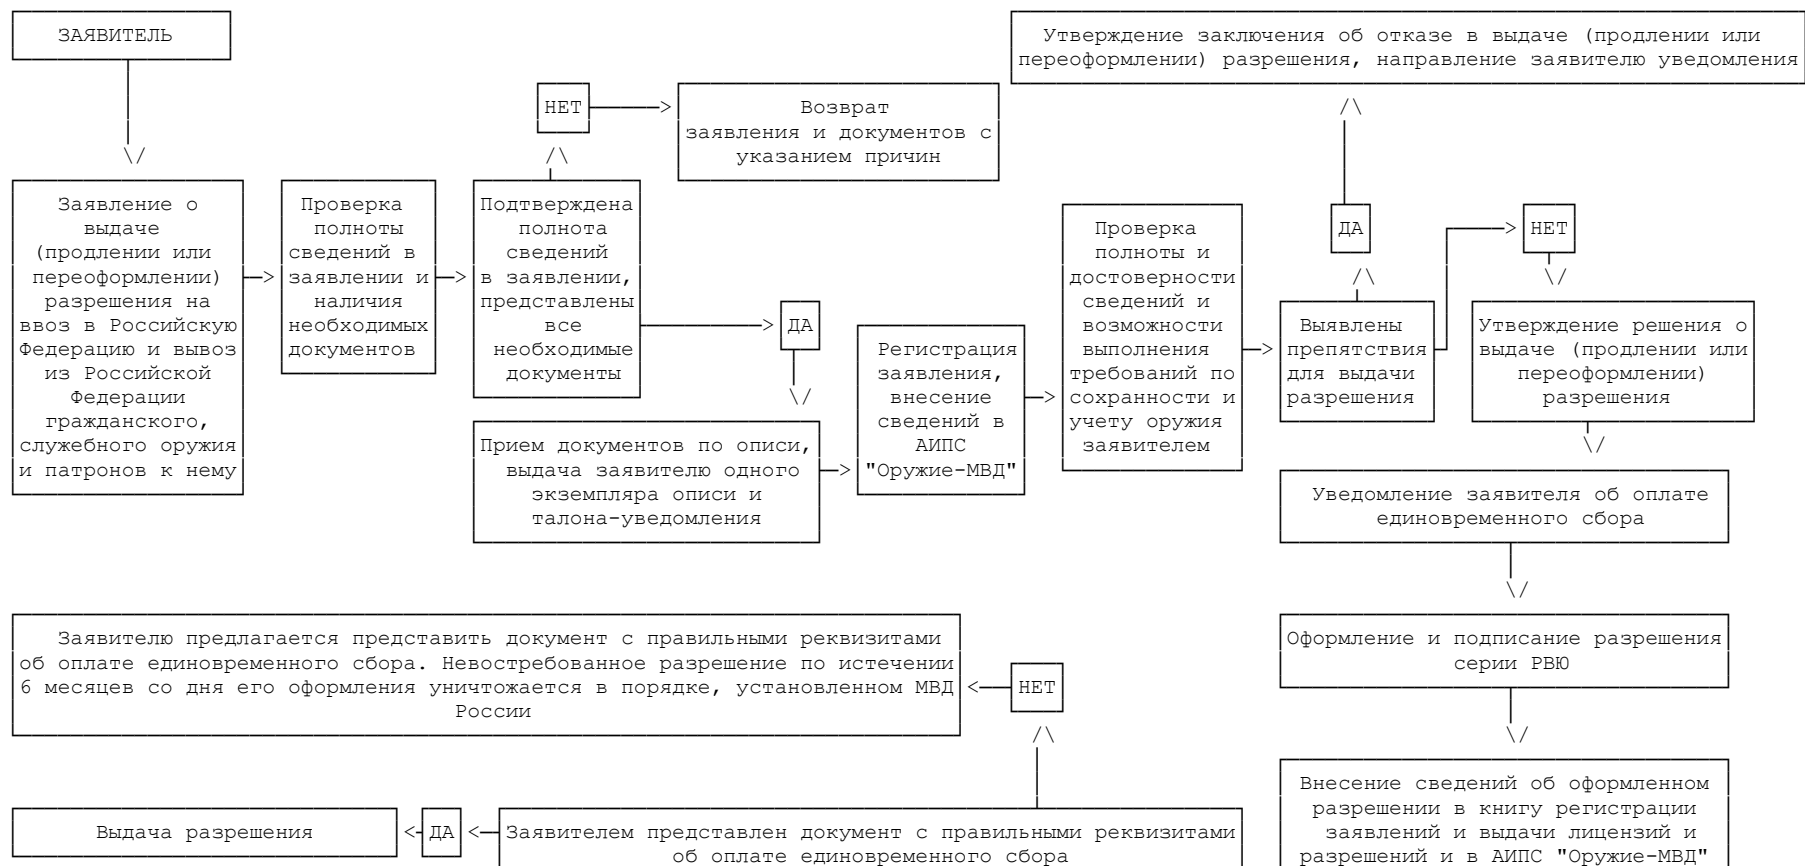 ЗАЯВИТЕЛЬ
Утверждение заключения об отказе в выдаче (продлении или
переоформлении) разрешения, направление заявителю уведомления
НЕТ
Возврат
заявления и документов с
указанием причин
Заявление о
выдаче
(продлении или
переоформлении)
разрешения на
ввоз в Российскую
Федерацию и вывоз
из Российской
Федерации
гражданского,
служебного оружия
и патронов к нему
Проверка
полноты
сведений в
заявлении и
наличия
необходимых
документов
Подтверждена
полнота
сведений
в заявлении,
представлены
все
необходимые
документы
ДА
Прием документов по описи,
выдача заявителю одного
экземпляра описи и
талона-уведомления
Регистрация
заявления,
внесение
сведений в
АИПС
"Оружие-МВД"
Проверка
полноты и
достоверности
сведений и
возможности
выполнения
требований по
сохранности и
учету оружия
заявителем
ДА
НЕТ
Выявлены
препятствия
для выдачи
разрешения
Утверждение решения о
выдаче (продлении или
переоформлении)
разрешения
Уведомление заявителя об оплате
единовременного сбора
Оформление и подписание разрешения
серии РВЮ
Внесение сведений об оформленном
разрешении в книгу регистрации
заявлений и выдачи лицензий и
разрешений и в АИПС "Оружие-МВД"
Заявителю предлагается представить документ с правильными реквизитами
об оплате единовременного сбора. Невостребованное разрешение по истечении
6 месяцев со дня его оформления уничтожается в порядке, установленном МВД
России
НЕТ
Заявителем представлен документ с правильными реквизитами
об оплате единовременного сбора
ДА
Выдача разрешения